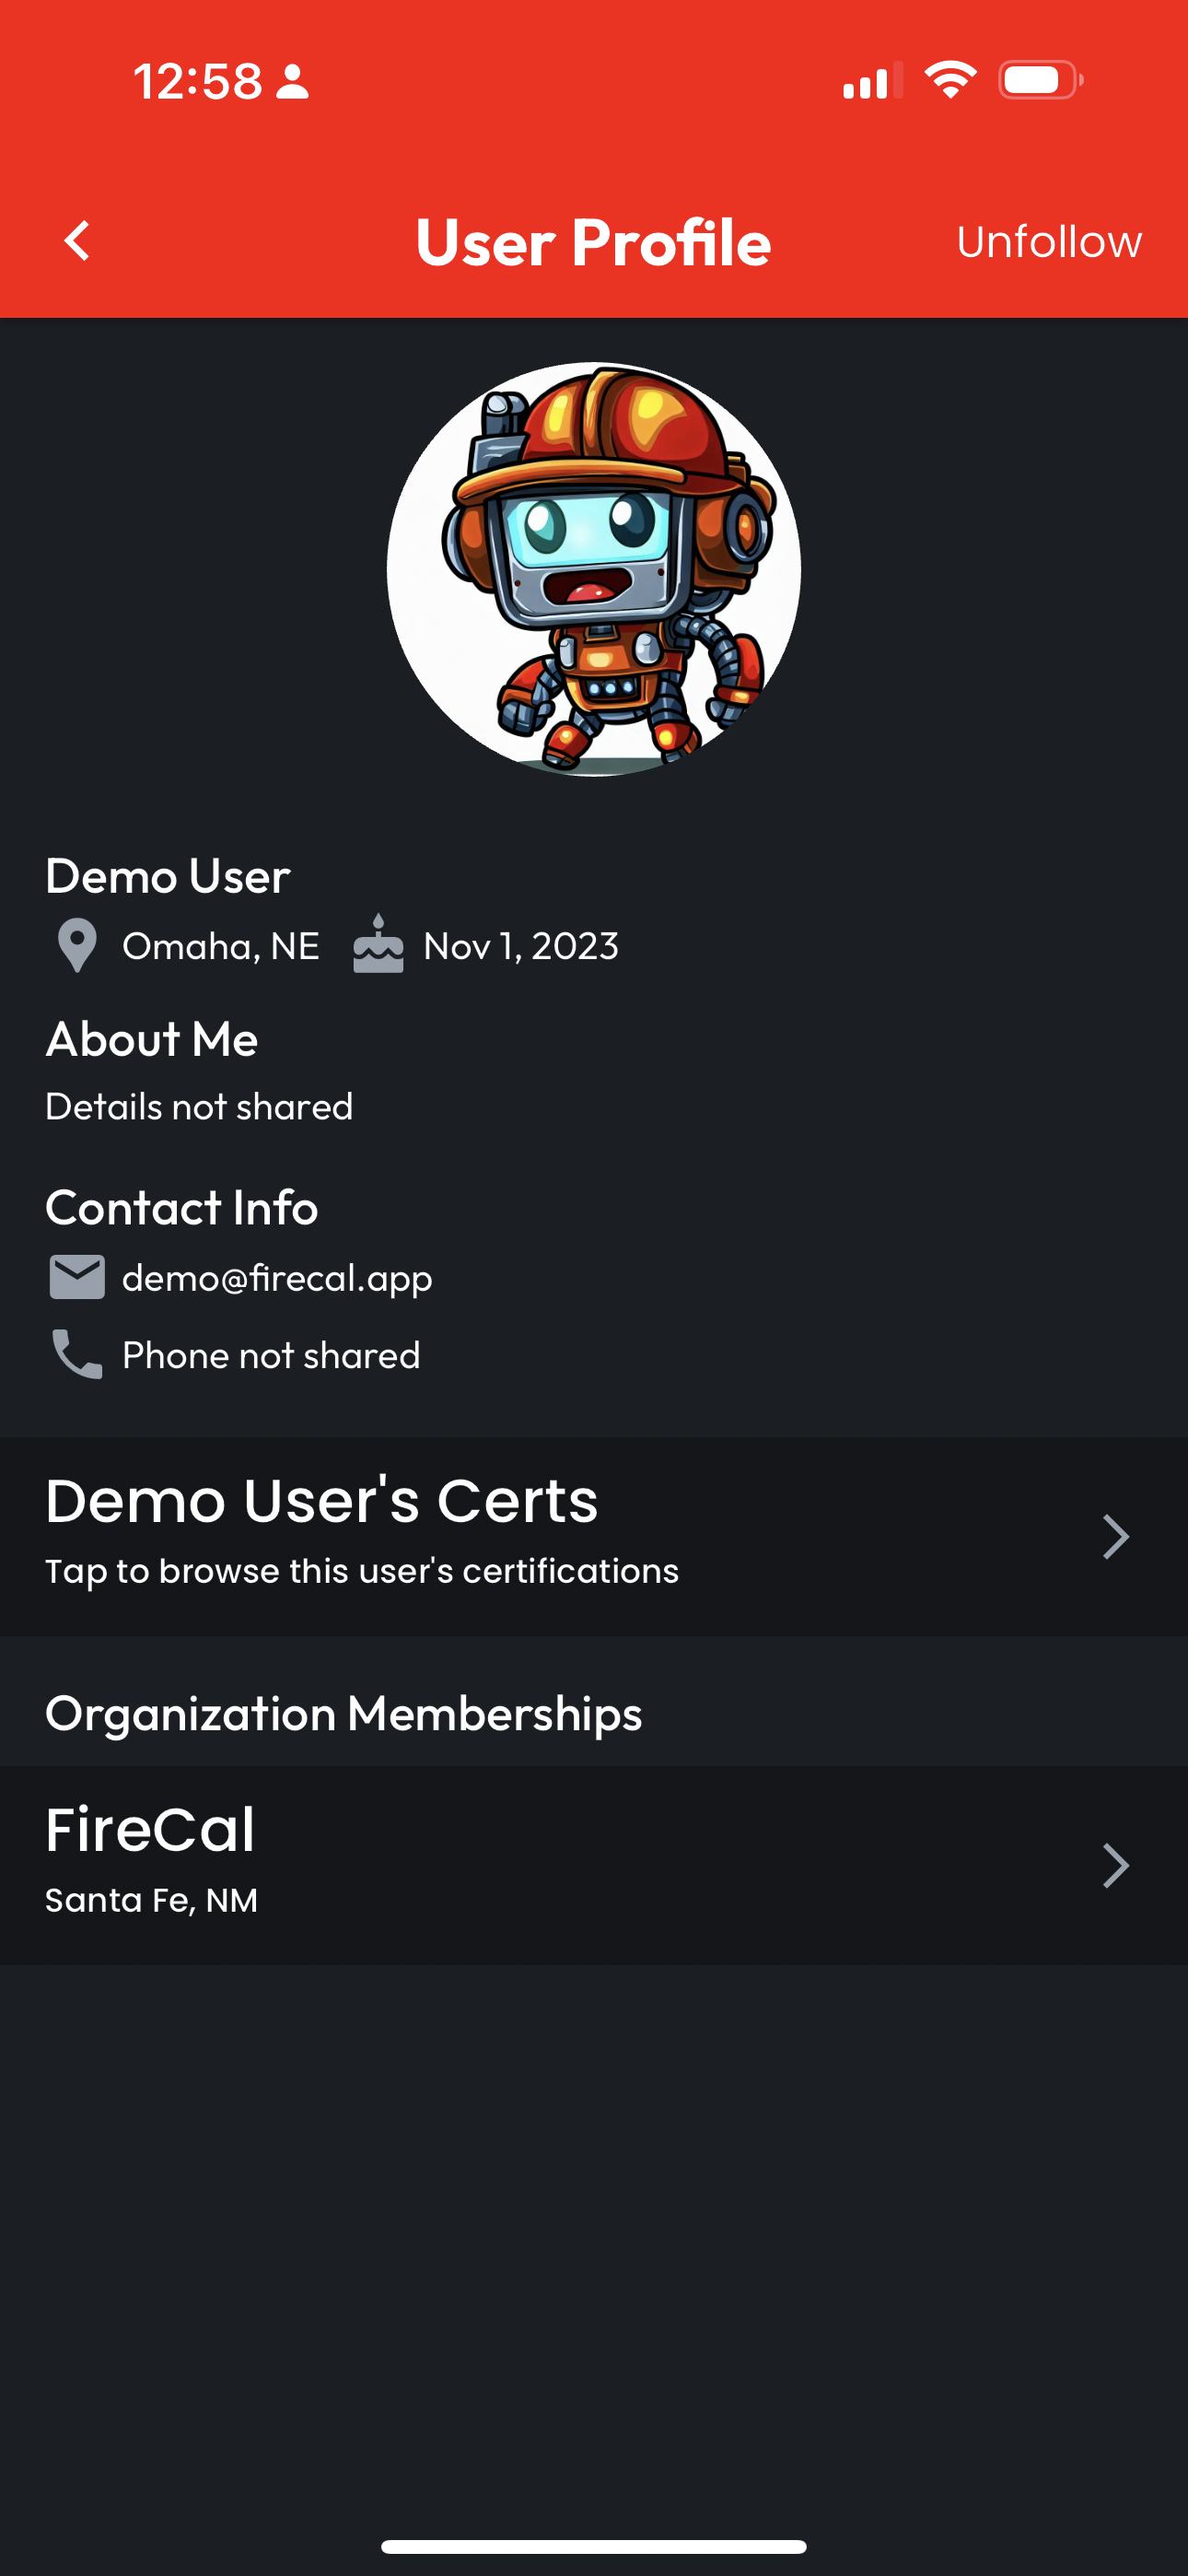 12:58
User Profile
Unfollow
Demo User
Omaha, NE Nov 1, 2023
About Me
Details not shared
Contact Info
demo@firecal.app
Phone not shared
Demo User's Certs
Tap to browse this user's certifications
Organization Memberships
FireCal
Santa Fe, NM